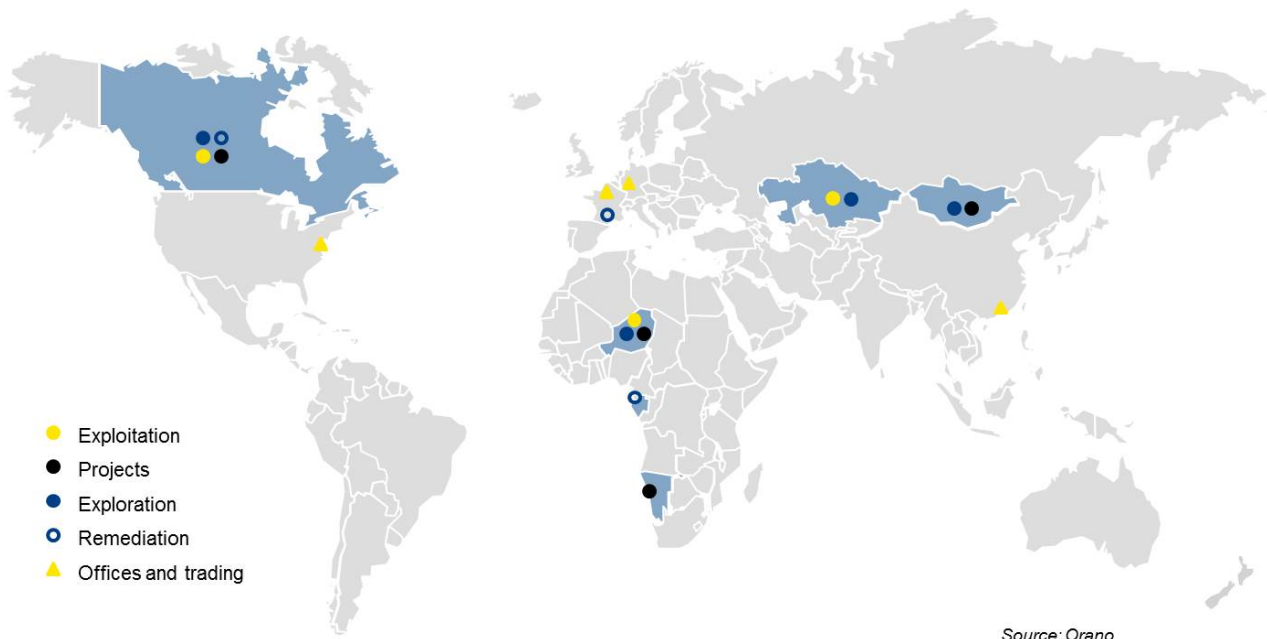 Exploitation
Projects
Exploration
Remediation
Offices and trading
Source: Orano